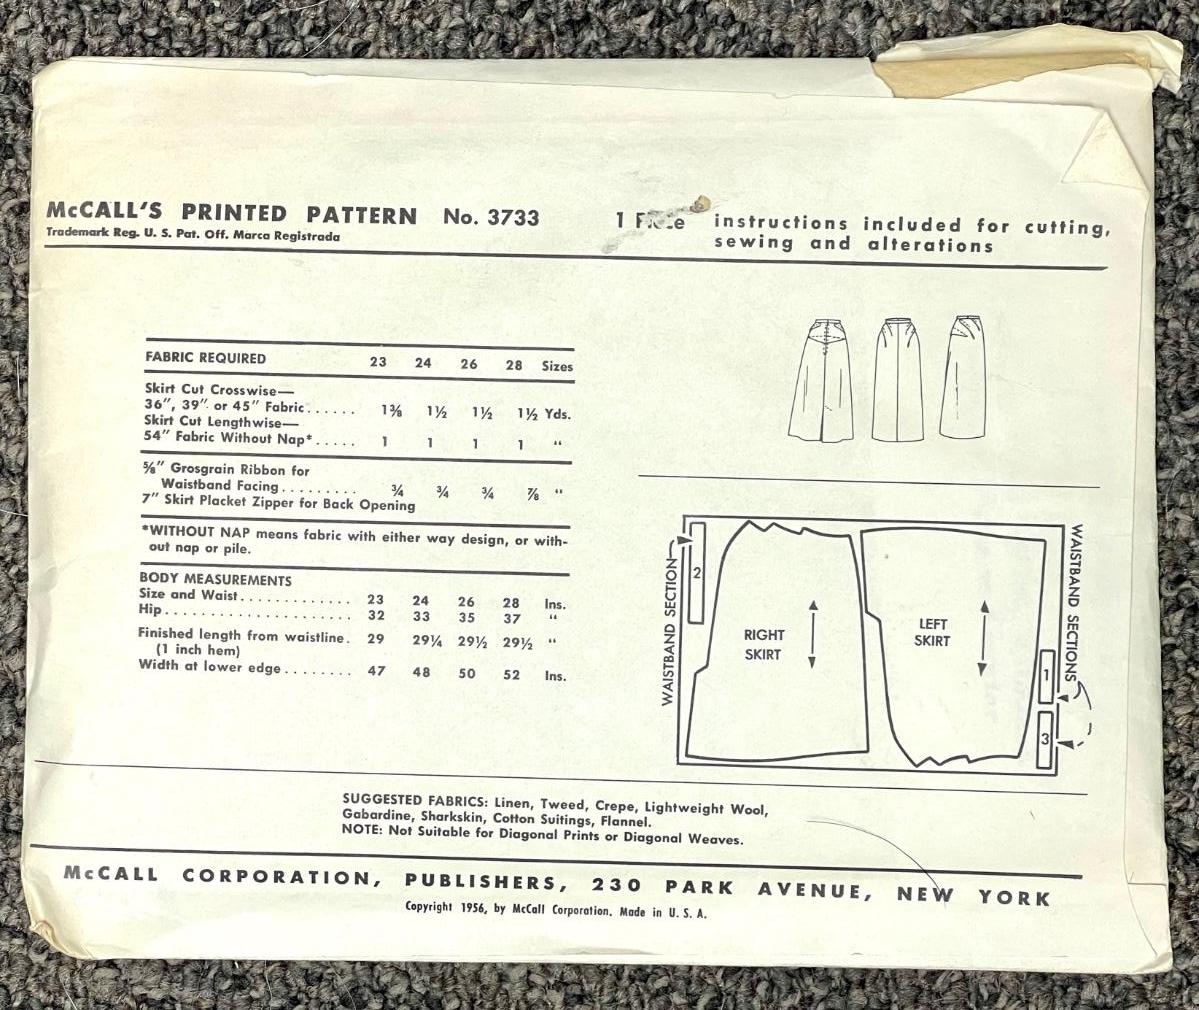 McCALL'S PRINTED PATTERN No. 3733
Trademark Reg. U. S. Pat. Off. Marca Registrada
1
instructions included for cutting,
sewing and alterations
FABRIC REQUIRED 23 24 26 28 Sizes
Skirt Cut Crosswise—
36", 39" or 45" Fabric...... 1⅜ 1½ 1½ 1½ Yds.
Skirt Cut Lengthwise—
54" Fabric Without Nap*..... 1 1 1 1 "
⅝" Grosgrain Ribbon for
Waistband Facing......... ¾ ¾ ¾ ⅞ "
7" Skirt Placket Zipper for Back Opening
*WITHOUT NAP means fabric with either way design, or with-
out nap or pile.
BODY MEASUREMENTS
Size and Waist............. 23 24 26 28 Ins.
Hip...................... 32 33 35 37 "
Finished length from waistline. 29 29¼ 29½ 29½ "
(1 inch hem)
Width at lower edge........ 47 48 50 52 Ins.
WAISTBAND SECTION
2
RIGHT
SKIRT
LEFT
SKIRT
1
3
WAISTBAND SECTIONS
SUGGESTED FABRICS: Linen, Tweed, Crepe, Lightweight Wool,
Gabardine, Sharkskin, Cotton Suitings, Flannel.
NOTE: Not Suitable for Diagonal Prints or Diagonal Weaves.
McCALL CORPORATION, PUBLISHERS, 230 PARK AVENUE, NEW YORK
Copyright 1956, by McCall Corporation. Made in U. S. A.